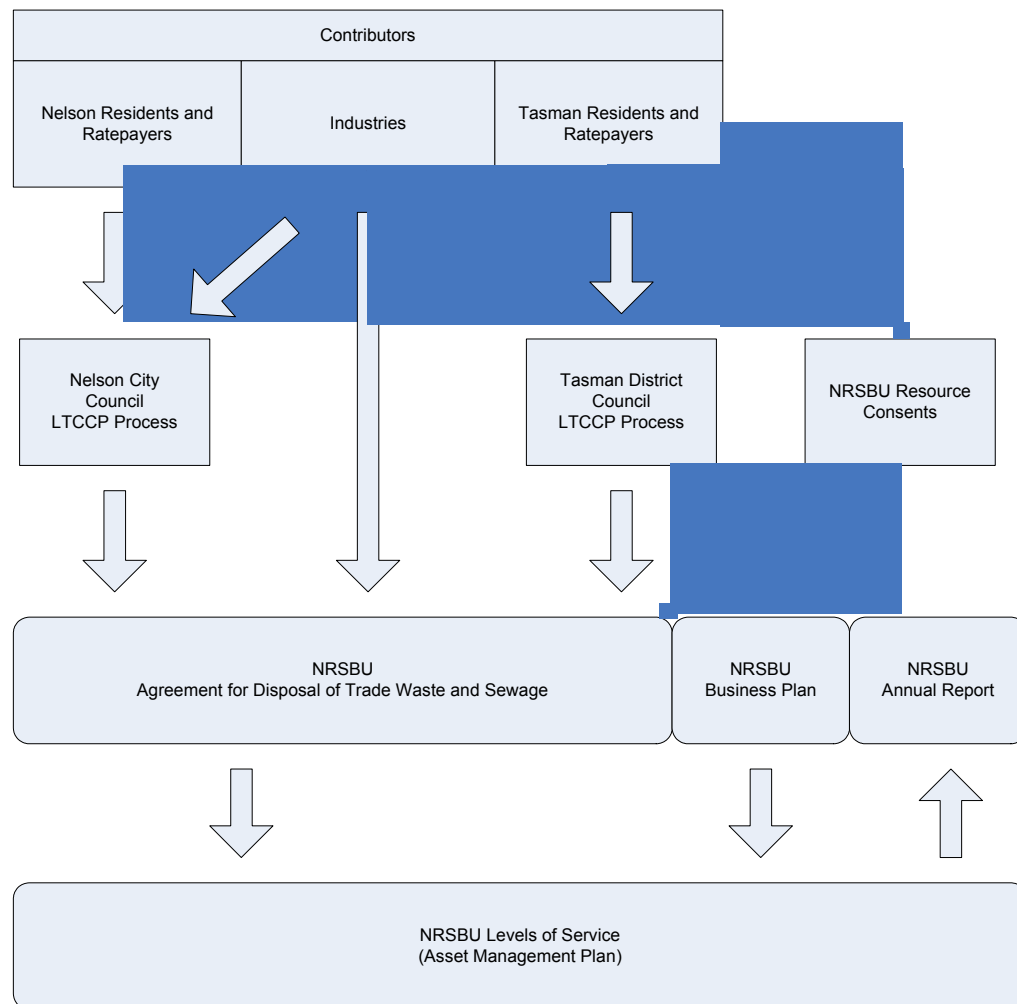 Contributors
Nelson Residents and
Ratepayers
Industries
Tasman Residents and
Ratepayers
Nelson City
Council
LTCCP Process
Tasman District
Council
LTCCP Process
NRSBU Resource
Consents
NRSBU
Agreement for Disposal of Trade Waste and Sewage
NRSBU
Business Plan
NRSBU
Annual Report
NRSBU Levels of Service
(Asset Management Plan)